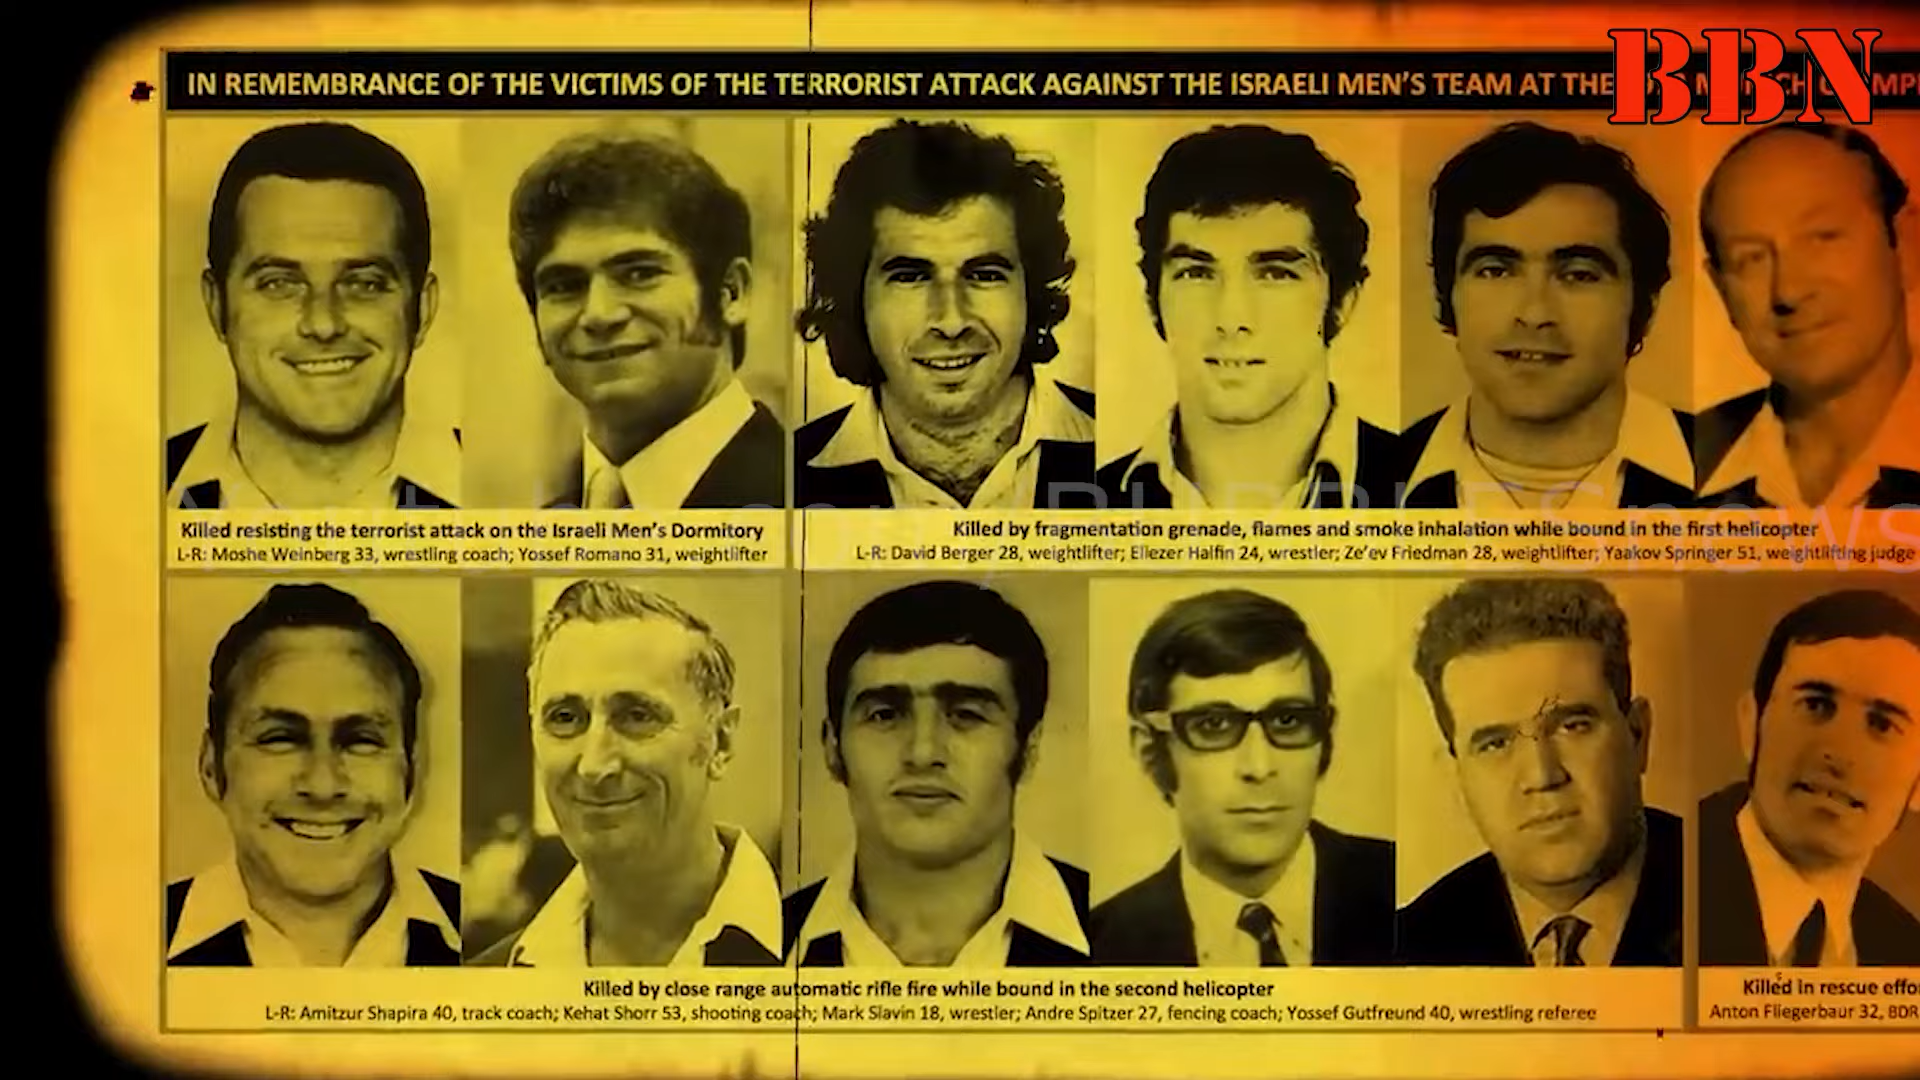 BBN
IN REMEMBRANCE OF THE VICTIMS OF THE TERRORIST ATTACK AGAINST THE ISRAELI MEN'S TEAM AT THE
Killed resisting the terrorist attack on the Israeli Men's Dormitory
L-R: Moshe Weinberg 33, wrestling coach; Yossef Romano 31, weightlifter
Killed by fragmentation grenade, flames and smoke inhalation while bound in the first helicopter
L-R: David Berger 28, weightlifter; Eliezer Halfin 24, wrestler; Ze'ev Friedman 28, weightlifter; Yaakov Springer 51, weightlifting judge
Killed by close range automatic rifle fire while bound in the second helicopter
L-R: Amitzur Shapira 40, track coach; Kehat Shorr 53, shooting coach; Mark Slavin 18, wrestler; Andre Spitzer 27, fencing coach; Yossef Gutfreund 40, wrestling referee
Killed in rescue
Anton Fliegerbaur 32,